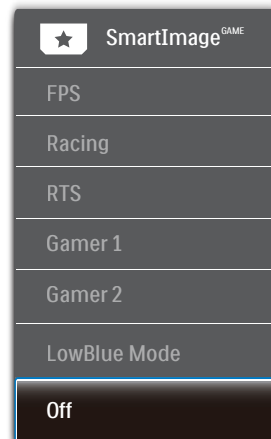 SmartImage GAME
FPS
Racing
RTS
Gamer 1
Gamer 2
LowBlue Mode
Off